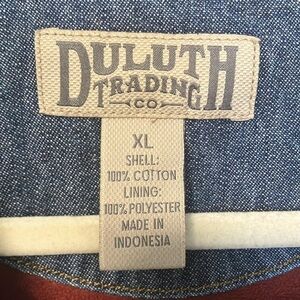 DULUTH
TRADING
CO
XL
SHELL:
100% COTTON
LINING:
100% POLYESTER
MADE IN
INDONESIA